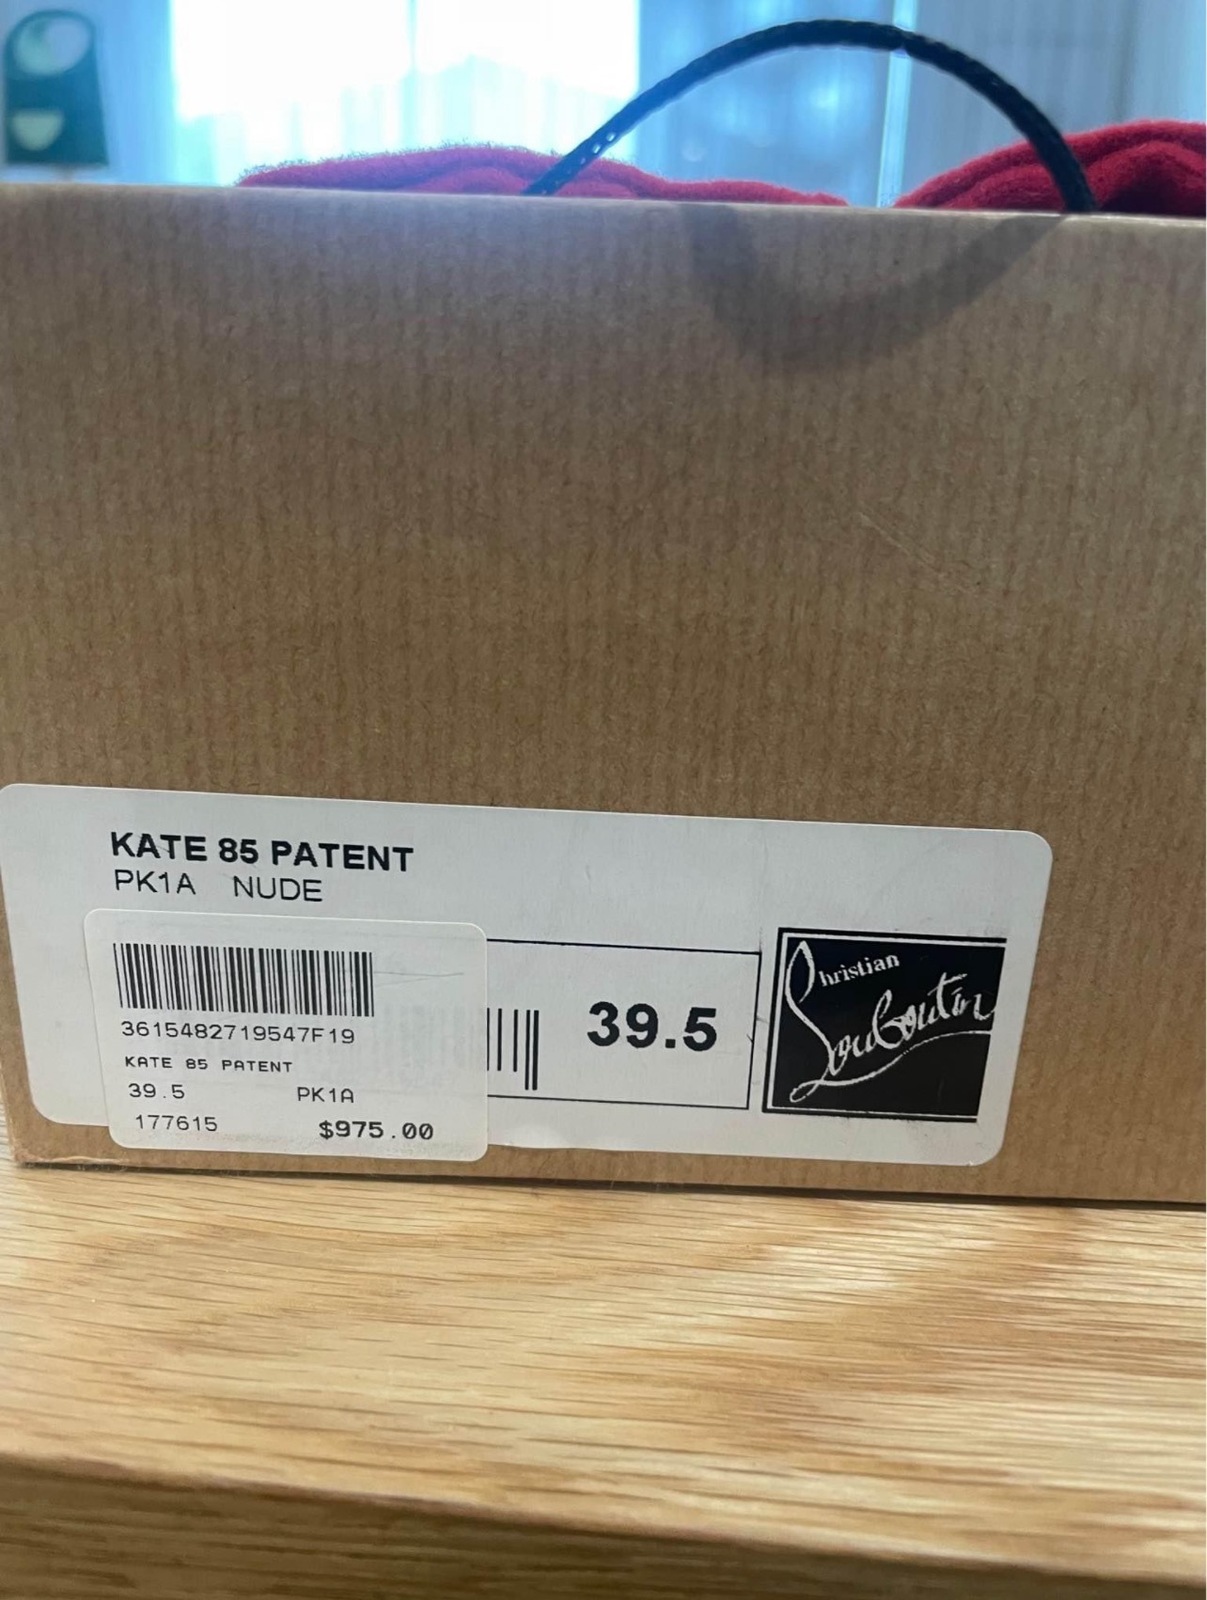 KATE 85 PATENT
PK1A NUDE
3615482719547F19
KATE 85 PATENT
39.5 PK1A
177615 $975.00
39.5
Christian
Louboutin